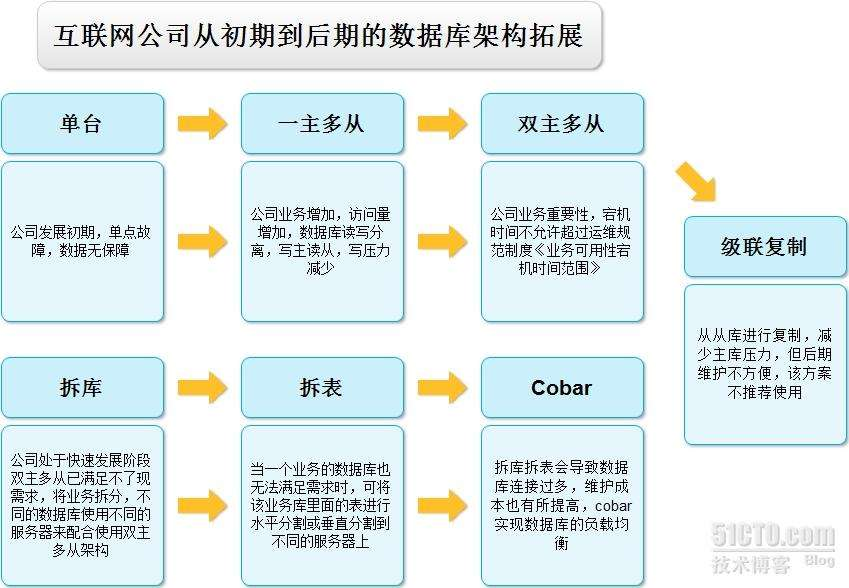 互联网公司从初期到后期的数据库架构拓展
单台
一主多从
双主多从
公司发展初期，单点故
障，数据无保障
公司业务增加，访问量
增加，数据库读写分
离，写主读从，写压力
减少
公司业务重要性，宕机
时间不允许超过运维规
范制度《业务可用性宕
机时间范围》
级联复制
从从库进行复制，减
少主库压力，但后期
维护不方便，该方案
不推荐使用
拆库
拆表
Cobar
公司处于快速发展阶段
双主多从已满足不了现
需求，将业务拆分，不
同的数据库使用不同的
服务器来配合使用双主
多从架构
当一个业务的数据库也
无法满足需求时，可将
该业务库里面的表进行
水平分割或垂直分割到
不同的服务器上
拆库拆表会导致数据
库连接过多，维护成
本也有所提高，cobar
实现数据库的负载均
衡
51CTO.com
技术博客 Blog